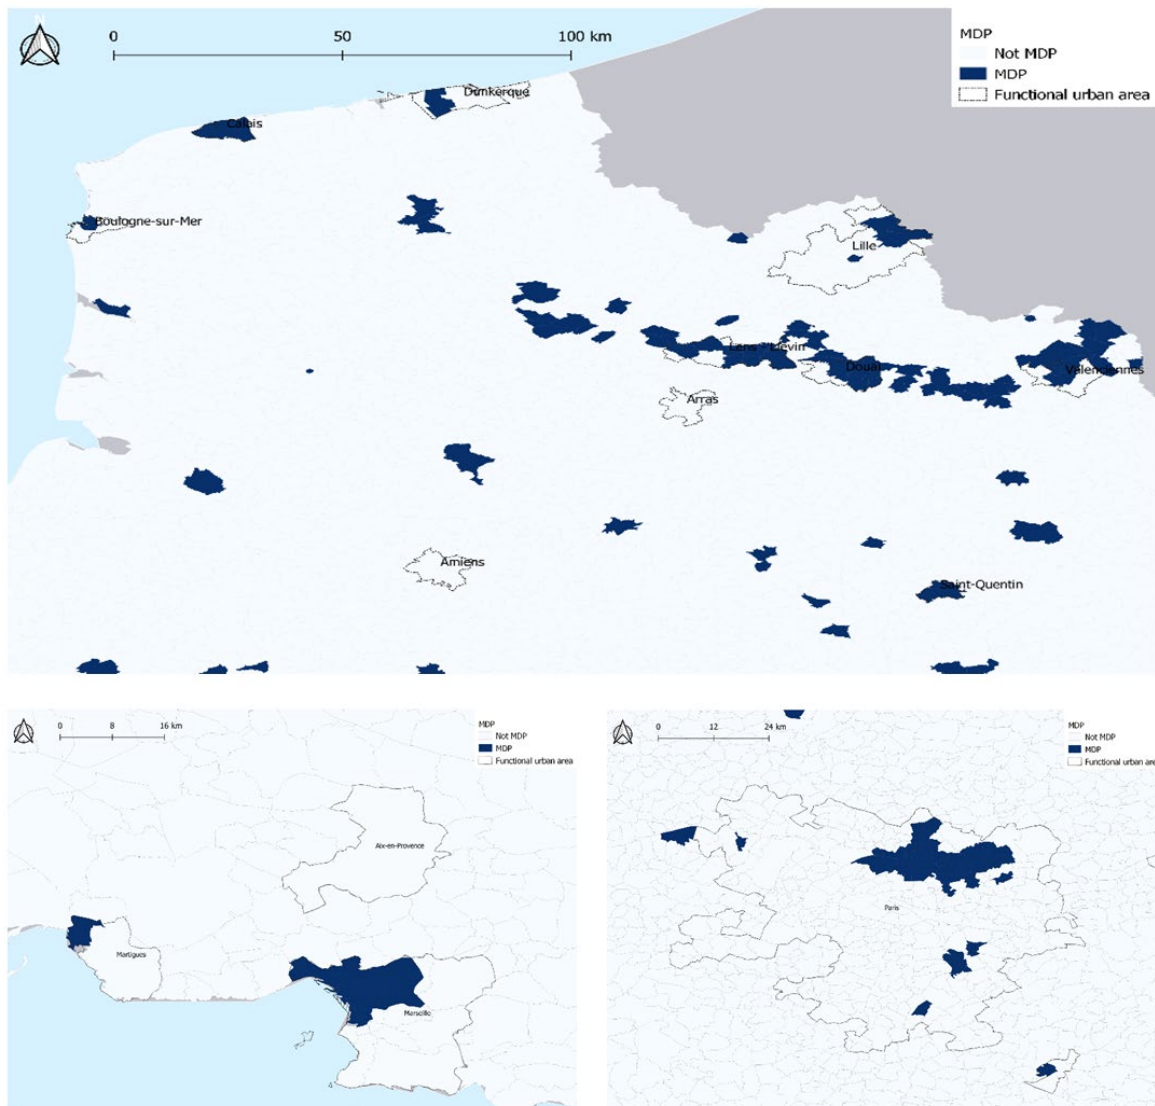 N
0 50 100 km
MDP
Not MDP
MDP
Functional urban area
Dunkerque
Calais
Boulogne-sur-Mer
Lille
Lens - Liévin
Douai
Valenciennes
Arras
Amiens
Saint-Quentin
0 8 16 km
MDP
Not MDP
MDP
Functional urban area
Aix-en-Provence
Martigues
Marseille
0 12 24 km
MDP
Not MDP
MDP
Functional urban area
Paris